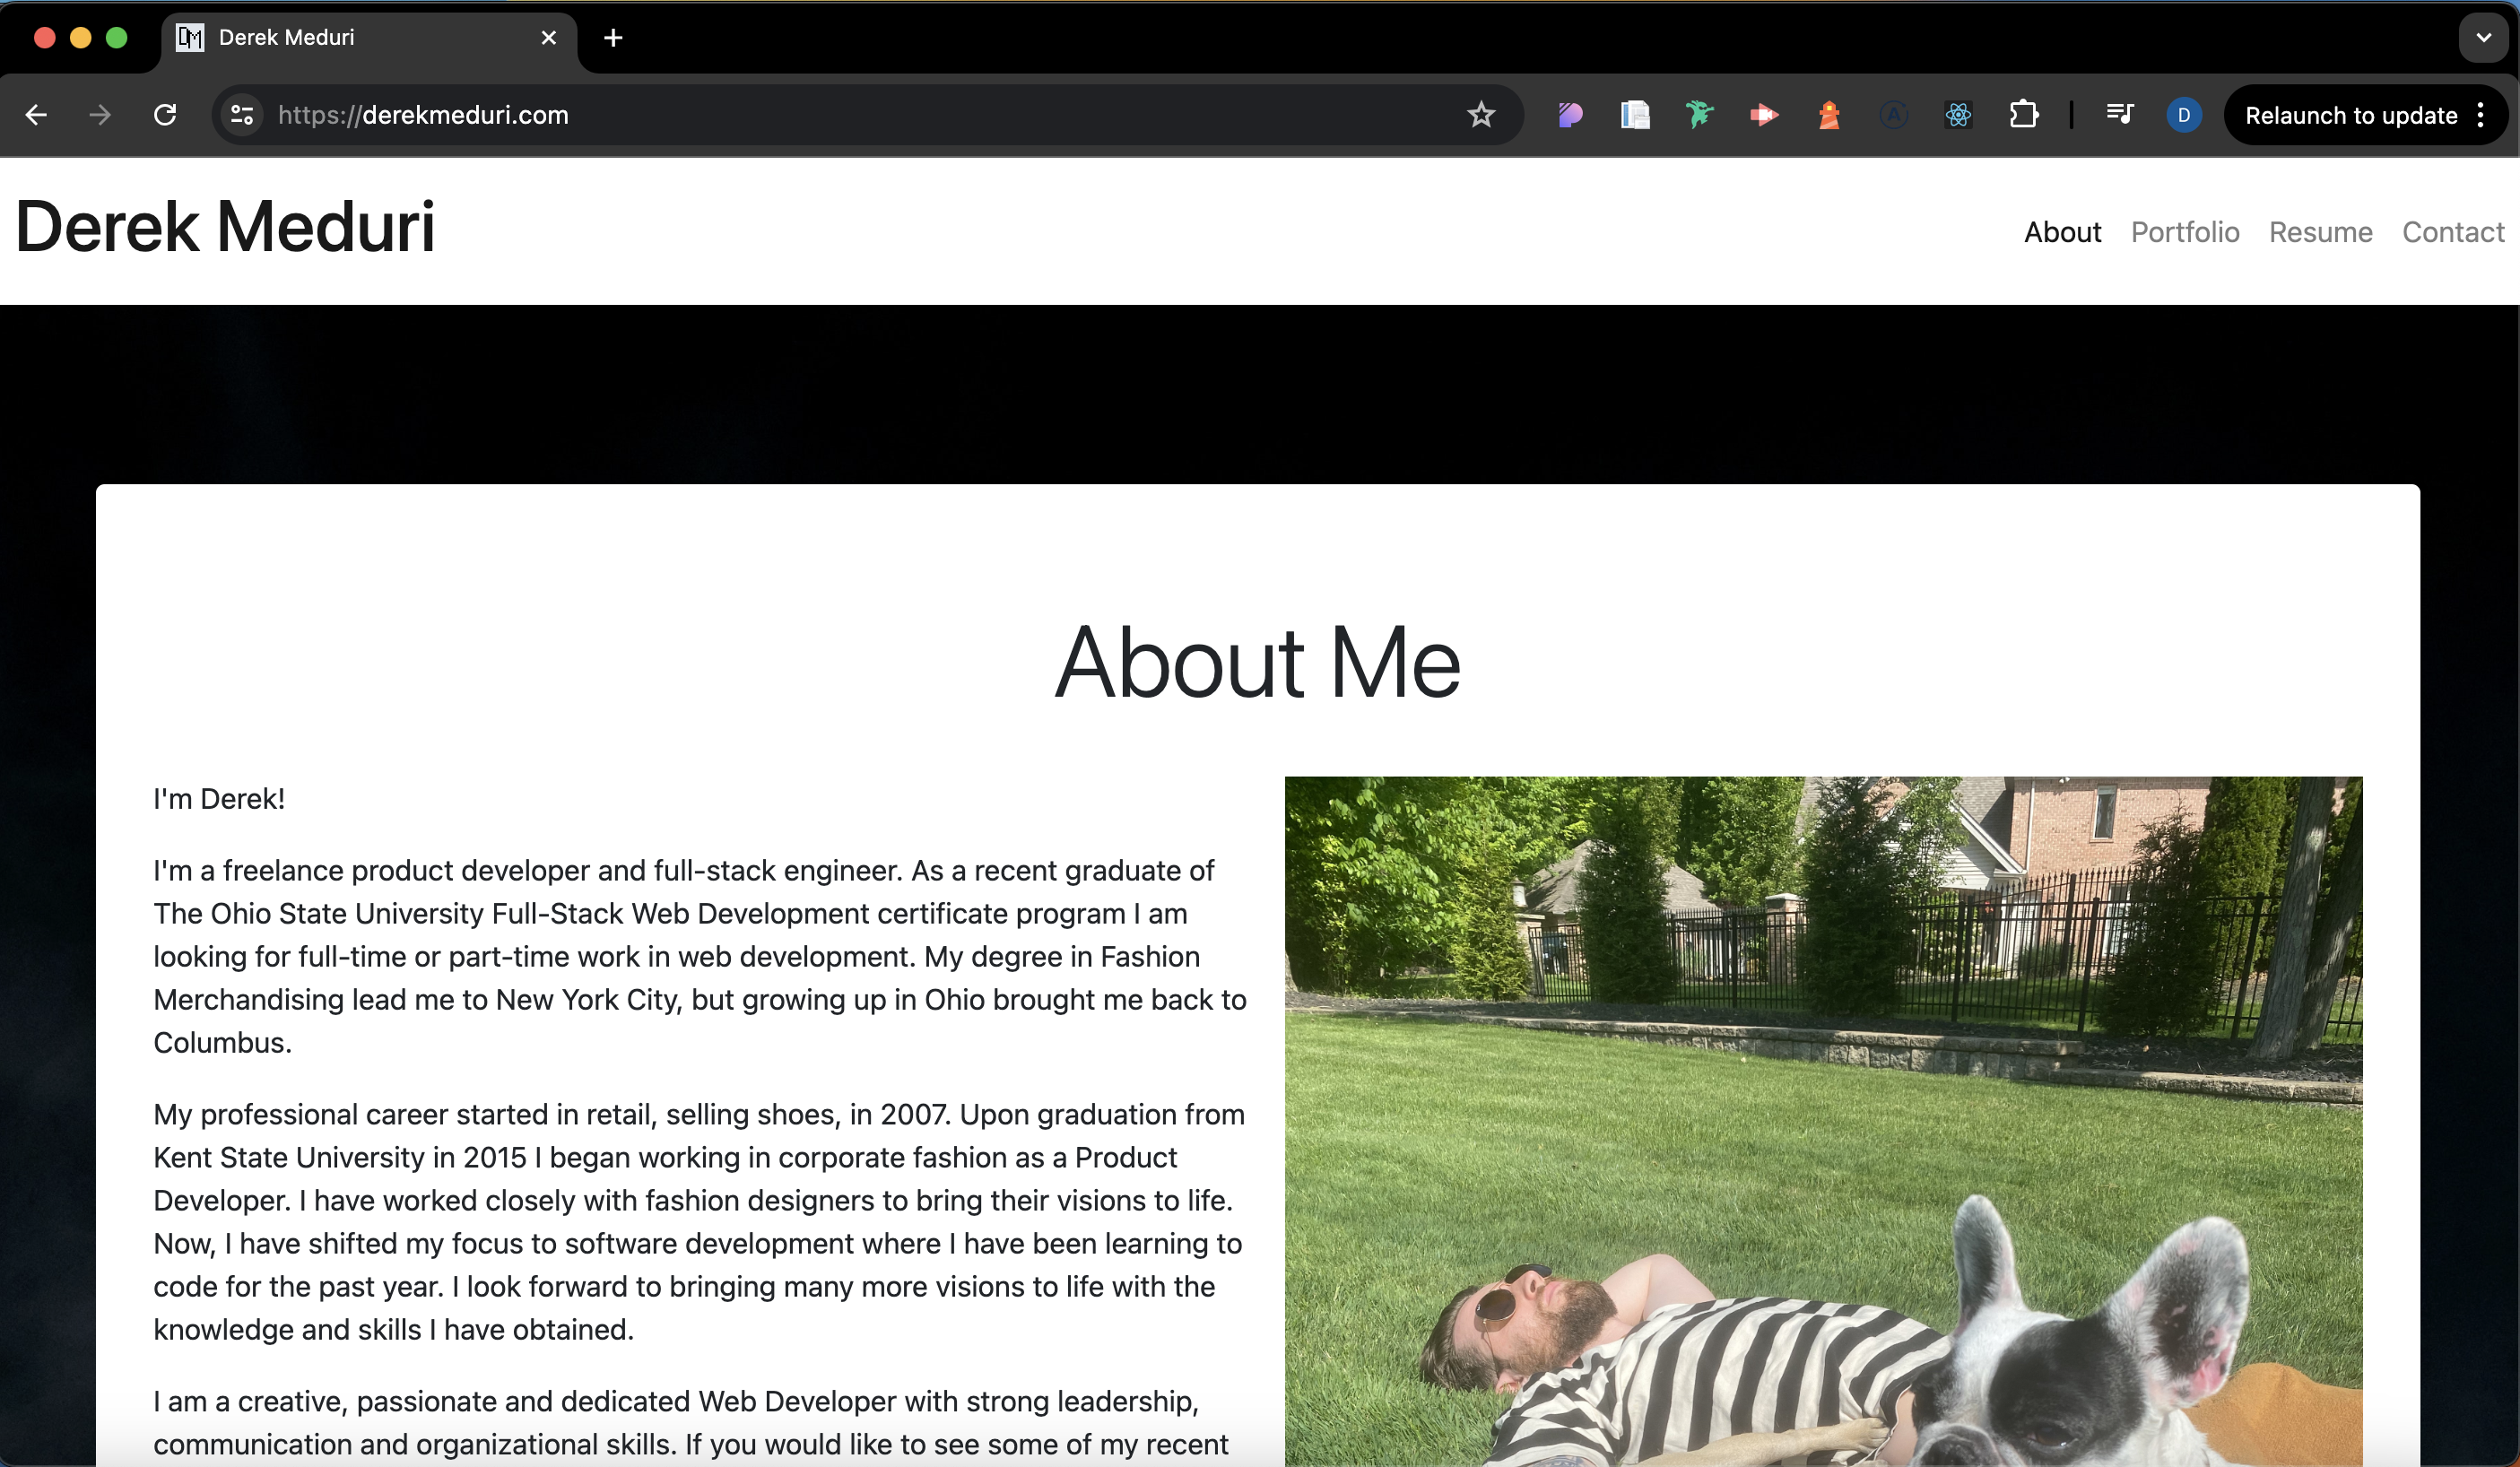 DM Derek Meduri
https://derekmeduri.com
D
Relaunch to update
Derek Meduri
About Portfolio Resume Contact
About Me
I'm Derek!
I'm a freelance product developer and full-stack engineer. As a recent graduate of
The Ohio State University Full-Stack Web Development certificate program I am
looking for full-time or part-time work in web development. My degree in Fashion
Merchandising lead me to New York City, but growing up in Ohio brought me back to
Columbus.
My professional career started in retail, selling shoes, in 2007. Upon graduation from
Kent State University in 2015 I began working in corporate fashion as a Product
Developer. I have worked closely with fashion designers to bring their visions to life.
Now, I have shifted my focus to software development where I have been learning to
code for the past year. I look forward to bringing many more visions to life with the
knowledge and skills I have obtained.
I am a creative, passionate and dedicated Web Developer with strong leadership,
communication and organizational skills. If you would like to see some of my recent